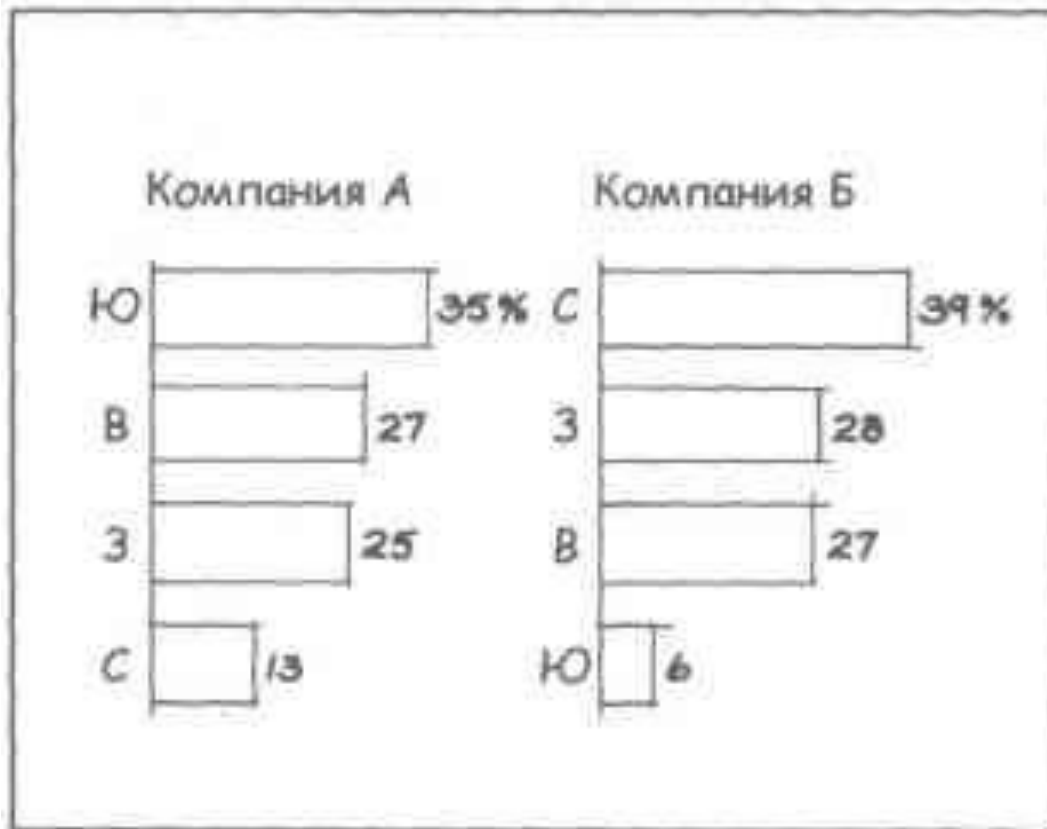 Компания А
Компания Б
Ю 35% С 39%
В 27 З 28
З 25 В 27
С 13 Ю 6